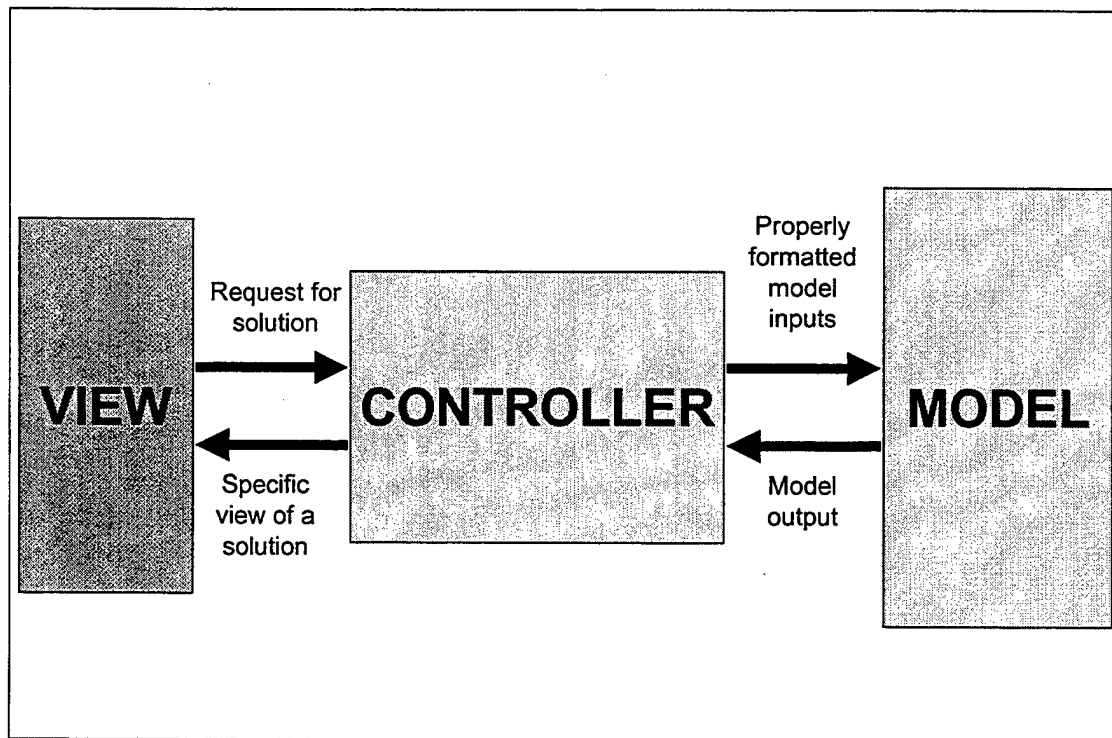 Request for
solution
Properly
formatted
model
inputs
VIEW
CONTROLLER
MODEL
Specific
view of a
solution
Model
output